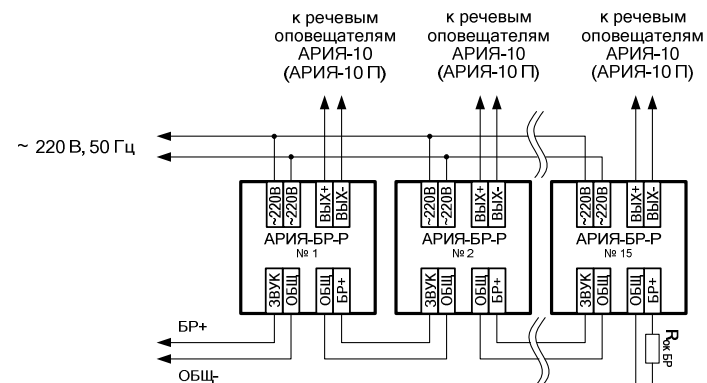 к речевым
оповещателям
АРИЯ-10
(АРИЯ-10 П)
к речевым
оповещателям
АРИЯ-10
(АРИЯ-10 П)
к речевым
оповещателям
АРИЯ-10
(АРИЯ-10 П)
~ 220 В, 50 Гц
~220В
~220В
ВЫХ+
ВЫХ-
~220В
~220В
ВЫХ+
ВЫХ-
~220В
~220В
ВЫХ+
ВЫХ-
АРИЯ-БР-Р
№ 1
АРИЯ-БР-Р
№ 2
АРИЯ-БР-Р
№ 15
ЗВУК
ОБЩ
ОБЩ
БР+
ЗВУК
ОБЩ
ОБЩ
БР+
ЗВУК
ОБЩ
ОБЩ
БР+
БР+
ОБЩ-
Rок БР